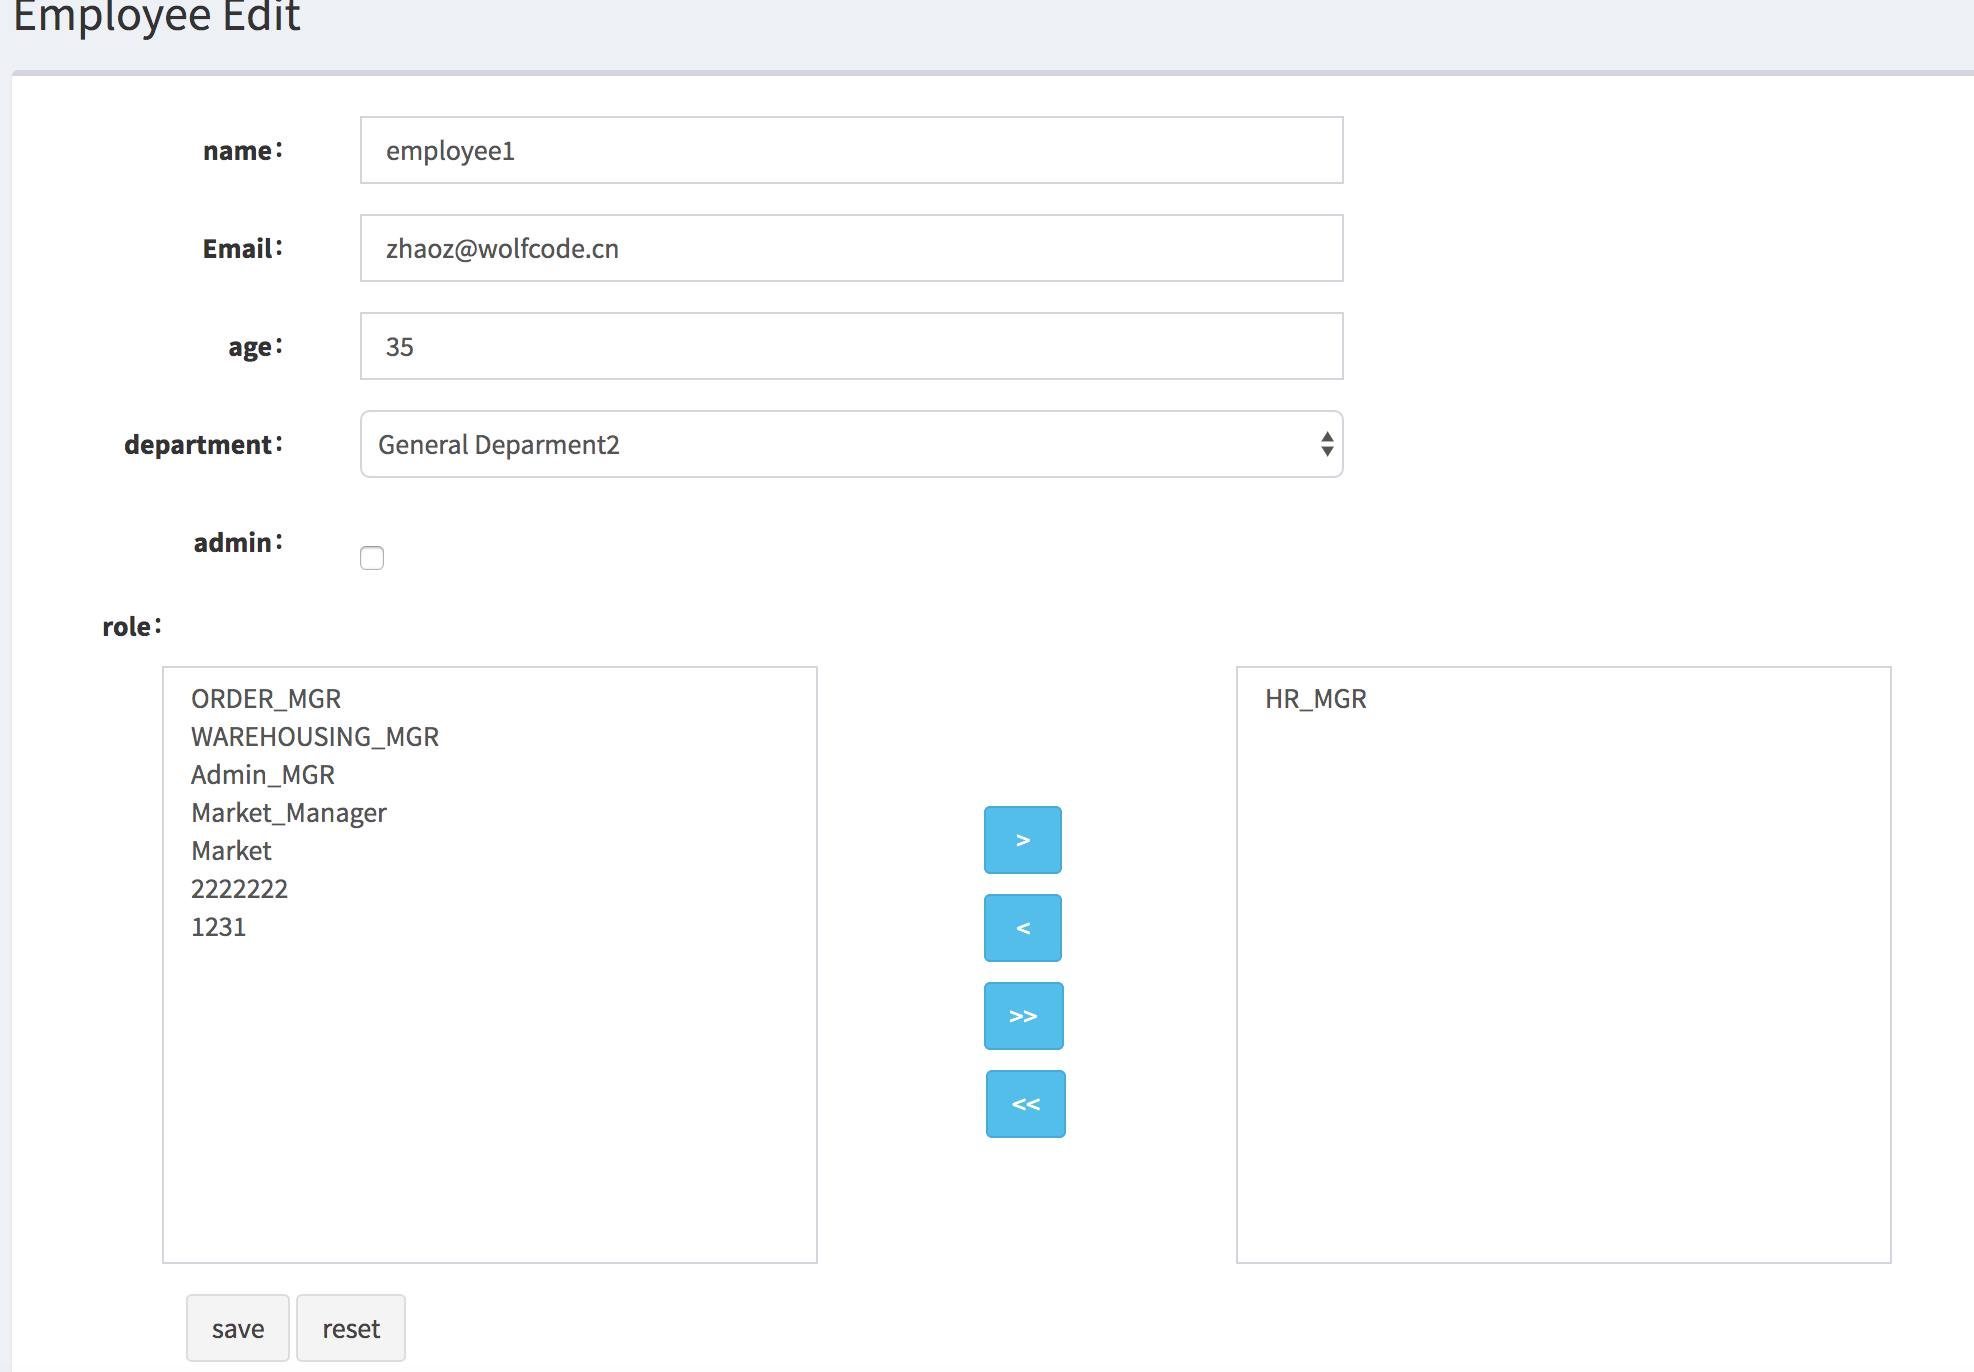 Employee Edit
name：
employee1
Email：
zhaoz@wolfcode.cn
age：
35
department：
General Deparment2
admin：
role：
ORDER_MGR
WAREHOUSING_MGR
Admin_MGR
Market_Manager
Market
2222222
1231
>
<
>>
<<
HR_MGR
save
reset